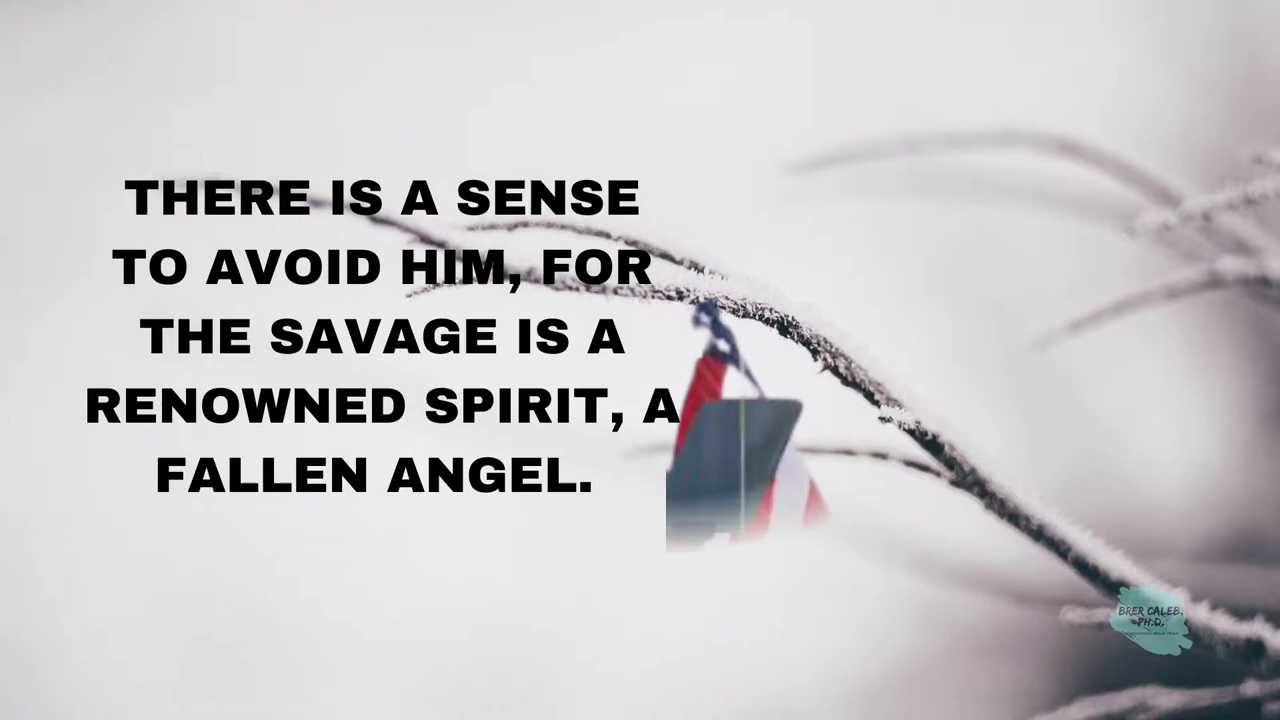 THERE IS A SENSE
TO AVOID HIM, FOR
THE SAVAGE IS A
RENOWNED SPIRIT, A
FALLEN ANGEL.
BRER CALEB,
PH.D.